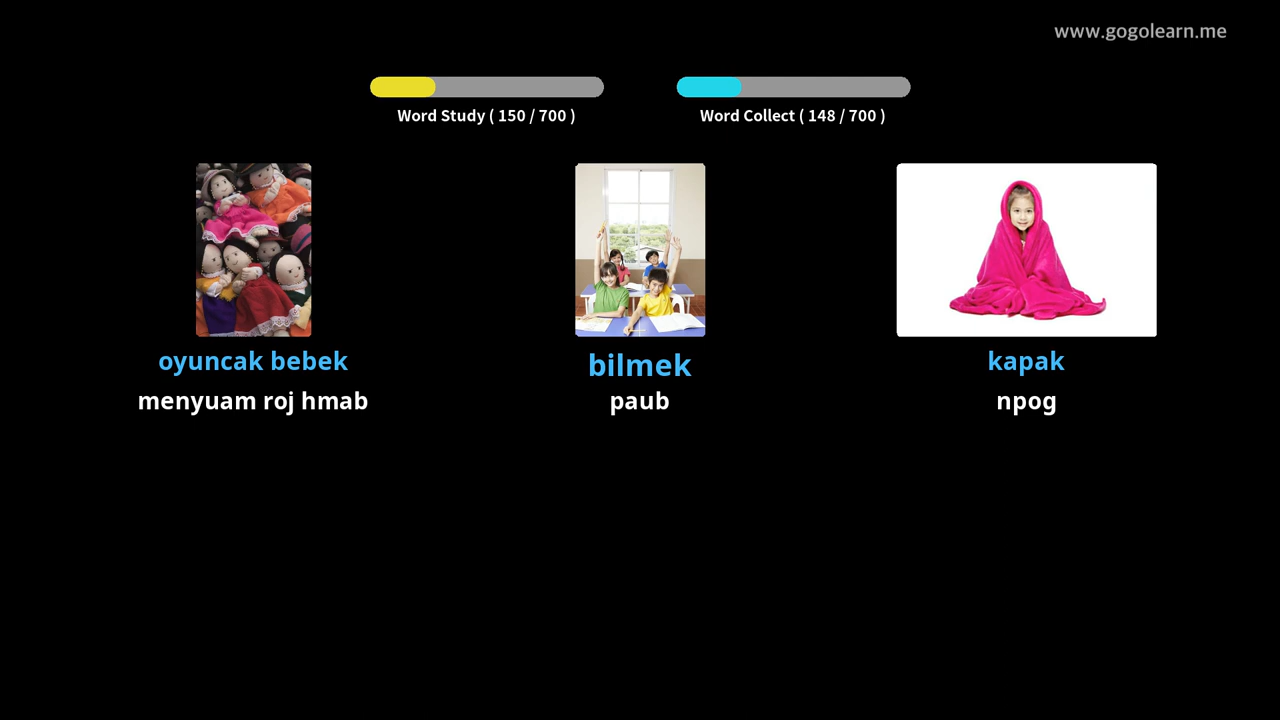 www.gogolearn.me
Word Study ( 150 / 700 )
Word Collect ( 148 / 700 )
oyuncak bebek
menyuam roj hmab
bilmek
paub
kapak
npog